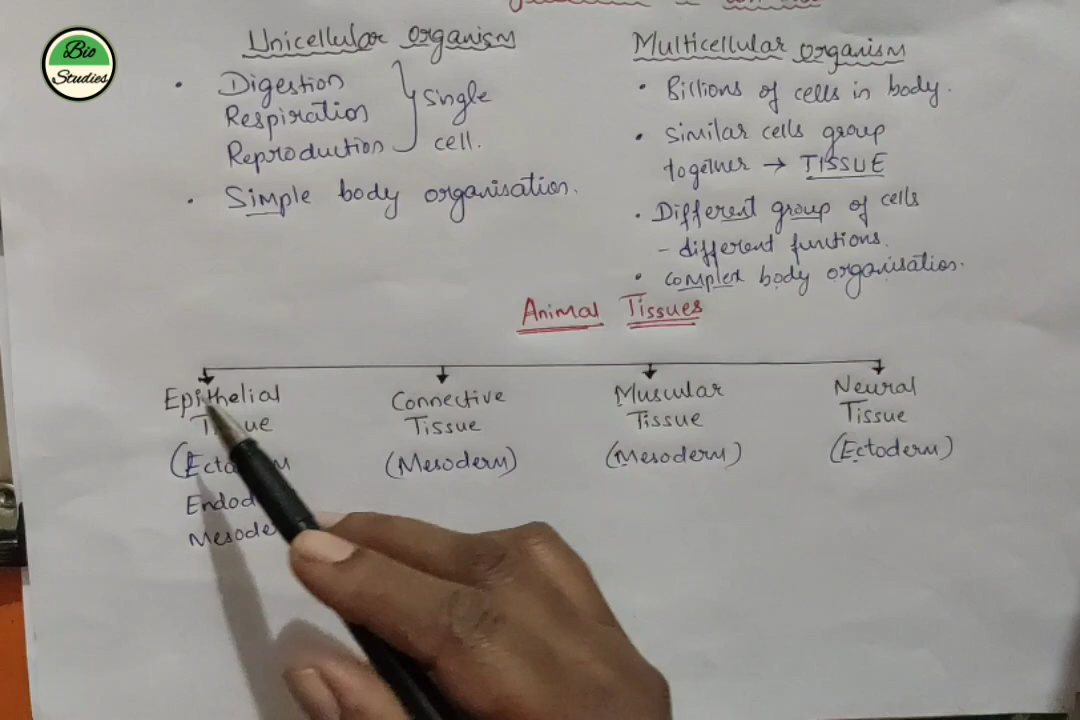 Bio
Studies
Unicellular organism
• Digestion
Respiration
Reproduction
single
cell.
• Simple body organisation.
Multicellular organism
• Billions of cells in body.
• Similar cells group
together → TISSUE
• Different group of cells
- different functions.
• complex body organisation.
Animal Tissues
Epithelial
Connective
Tissue
(Mesoderm)
Muscular
Tissue
(Mesoderm)
Neural
Tissue
(Ectoderm)